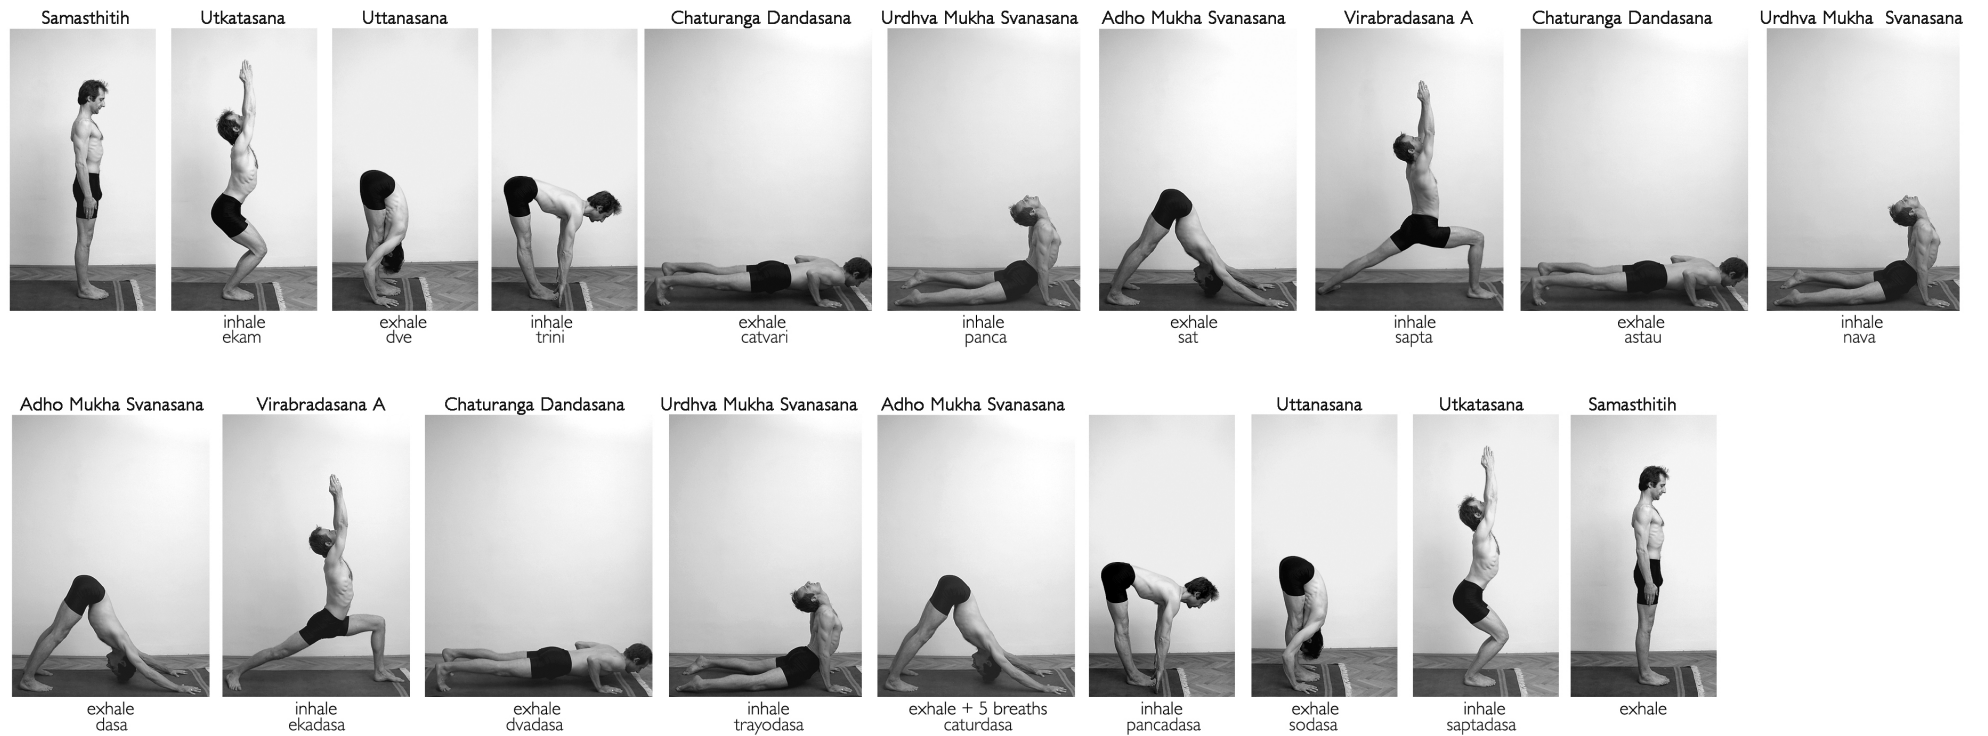 Samasthitih
Utkatasana
Uttanasana
Chaturanga Dandasana
Urdhva Mukha Svanasana
Adho Mukha Svanasana
Virabradasana A
Chaturanga Dandasana
Urdhva Mukha Svanasana
inhale
ekam
exhale
dve
inhale
trini
exhale
catvari
inhale
panca
exhale
sat
inhale
sapta
exhale
astau
inhale
nava
Adho Mukha Svanasana
Virabradasana A
Chaturanga Dandasana
Urdhva Mukha Svanasana
Adho Mukha Svanasana
Uttanasana
Utkatasana
Samasthitih
exhale
dasa
inhale
ekadasa
exhale
dvadasa
inhale
trayodasa
exhale + 5 breaths
caturdasa
inhale
pancadasa
exhale
sodasa
inhale
saptadasa
exhale